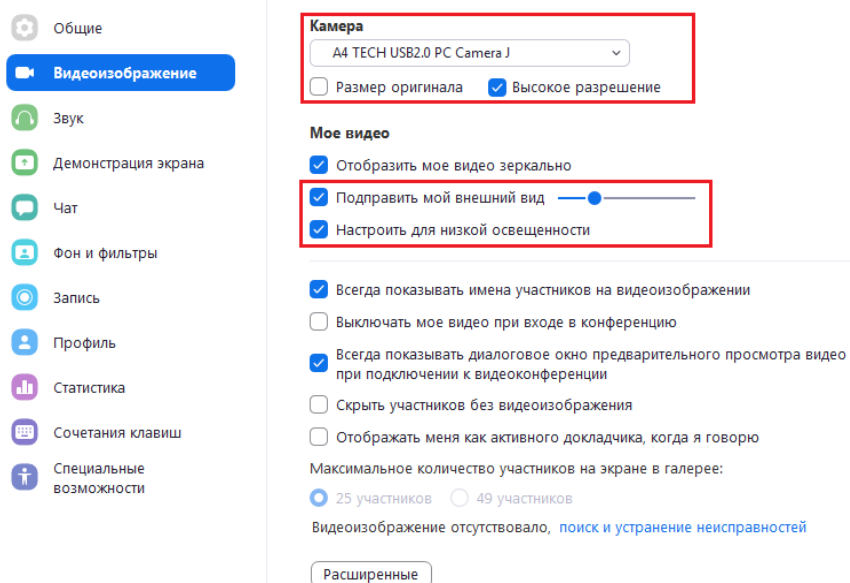 Общие
Видеоизображение
Звук
Демонстрация экрана
Чат
Фон и фильтры
Запись
Профиль
Статистика
Сочетания клавиш
Специальные
возможности
Камера
A4 TECH USB2.0 PC Camera J
Размер оригинала
Высокое разрешение
Мое видео
Отобразить мое видео зеркально
Подправить мой внешний вид
Настроить для низкой освещенности
Всегда показывать имена участников на видеоизображении
Выключать мое видео при входе в конференцию
Всегда показывать диалоговое окно предварительного просмотра видео
при подключении к видеоконференции
Скрыть участников без видеоизображения
Отображать меня как активного докладчика, когда я говорю
Максимальное количество участников на экране в галерее:
25 участников
49 участников
Видеоизображение отсутствовало, поиск и устранение неисправностей
Расширенные